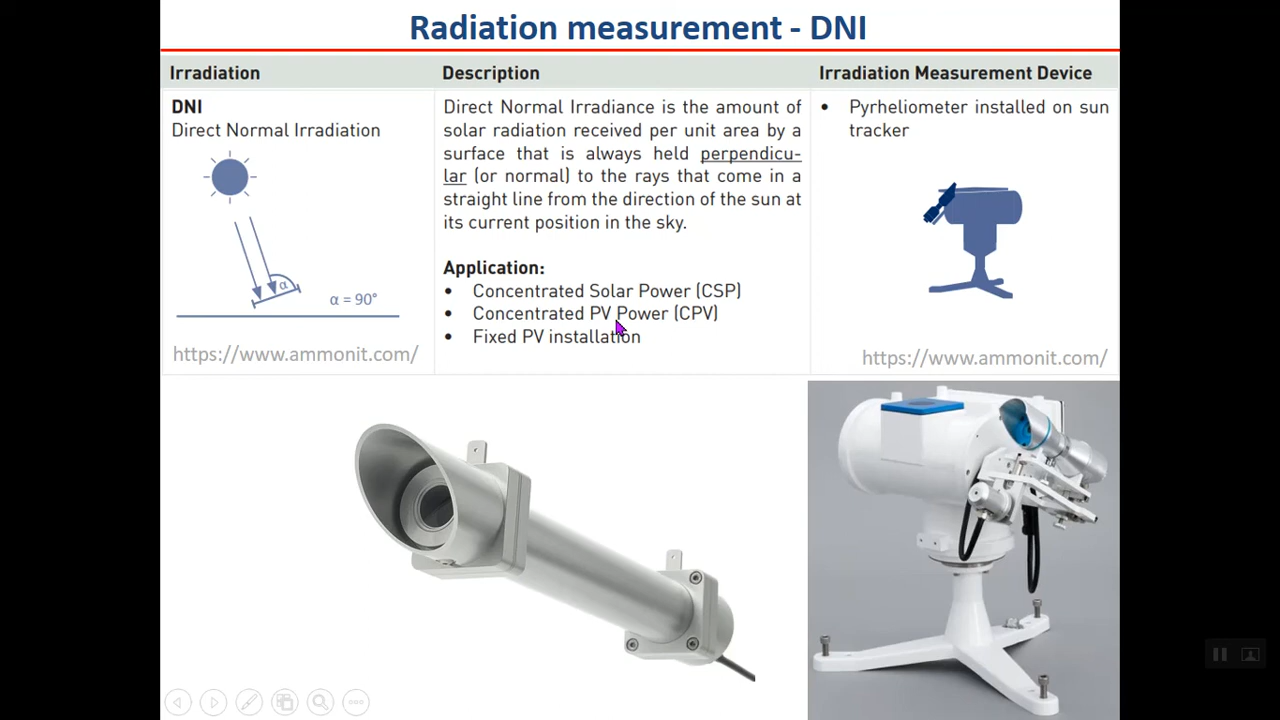 Radiation measurement - DNI
Irradiation
Description
Irradiation Measurement Device
DNI
Direct Normal Irradiation
α
α = 90°
https://www.ammonit.com/
Direct Normal Irradiance is the amount of
solar radiation received per unit area by a
surface that is always held perpendicu-
lar (or normal) to the rays that come in a
straight line from the direction of the sun at
its current position in the sky.
Application:
• Concentrated Solar Power (CSP)
• Concentrated PV Power (CPV)
• Fixed PV installation
• Pyrheliometer installed on sun
tracker
https://www.ammonit.com/